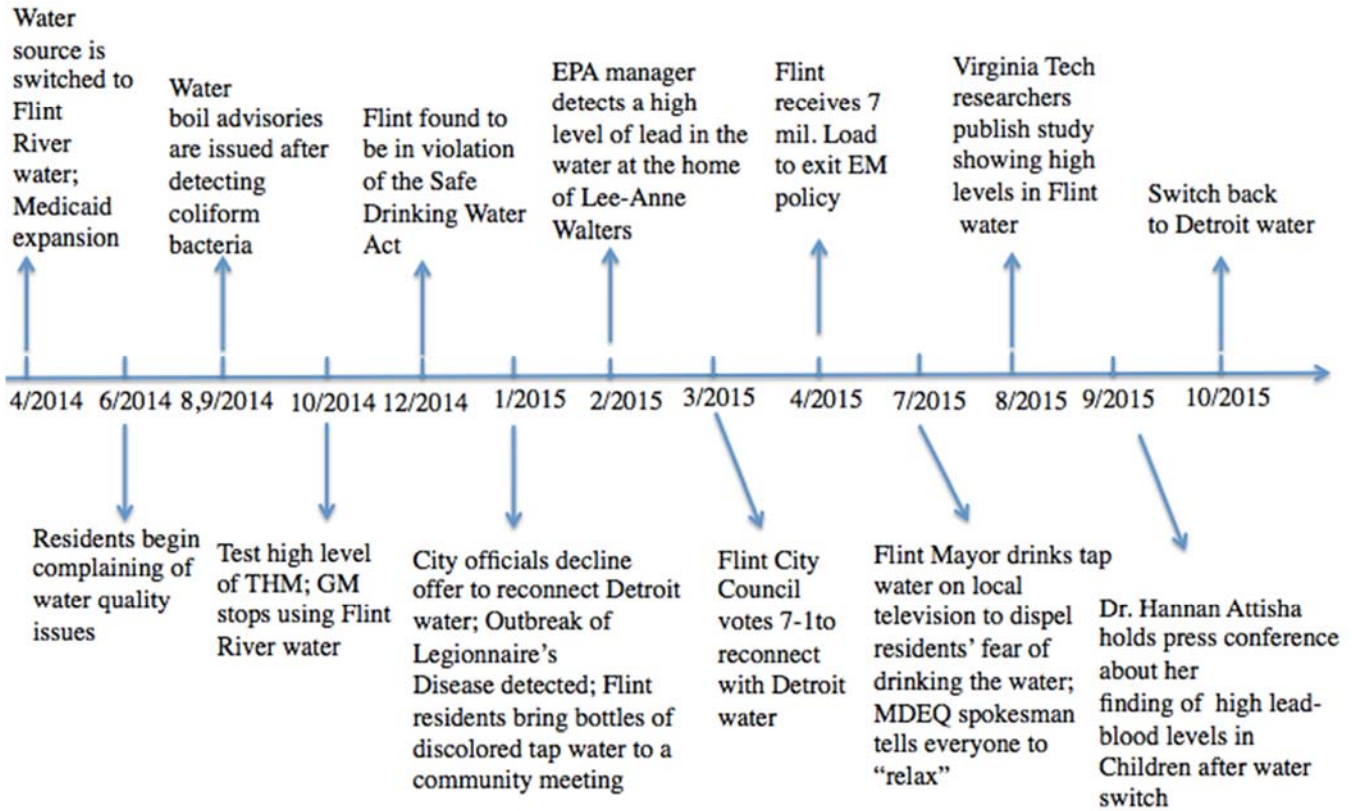 Water
source is
switched to
Flint
River
water;
Medicaid
expansion
Water
boil advisories
are issued after
detecting
coliform
bacteria
Flint found to
be in violation
of the Safe
Drinking Water
Act
EPA manager
detects a high
level of lead in the
water at the home
of Lee-Anne
Walters
Flint
receives 7
mil. Load
to exit EM
policy
Virginia Tech
researchers
publish study
showing high
levels in Flint
water
Switch back
to Detroit water
4/2014 6/2014 8,9/2014 10/2014 12/2014 1/2015 2/2015 3/2015 4/2015 7/2015 8/2015 9/2015 10/2015
Residents begin
complaining of
water quality
issues
Test high level
of THM; GM
stops using Flint
River water
City officials decline
offer to reconnect Detroit
water; Outbreak of
Legionnaire's
Disease detected; Flint
residents bring bottles of
discolored tap water to a
community meeting
Flint City
Council
votes 7-1to
reconnect
with Detroit
water
Flint Mayor drinks tap
water on local
television to dispel
residents' fear of
drinking the water;
MDEQ spokesman
tells everyone to
"relax"
Dr. Hannan Attisha
holds press conference
about her
finding of high lead-
blood levels in
Children after water
switch